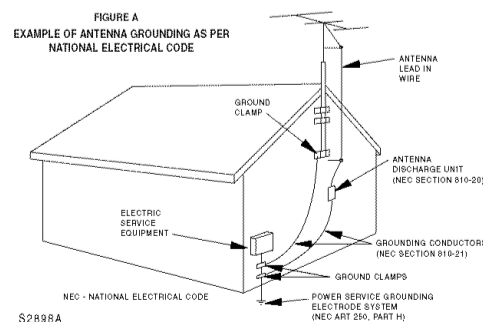 FIGURE A
EXAMPLE OF ANTENNA GROUNDING AS PER
NATIONAL ELECTRICAL CODE
ANTENNA
LEAD IN
WIRE
GROUND
CLAMP
ANTENNA
DISCHARGE UNIT
(NEC SECTION 810-20)
ELECTRIC
SERVICE
EQUIPMENT
GROUNDING CONDUCTORS
(NEC SECTION 810-21)
GROUND CLAMPS
NEC - NATIONAL ELECTRICAL CODE
POWER SERVICE GROUNDING
ELECTRODE SYSTEM
(NEC ART 250, PART H)
S2898A